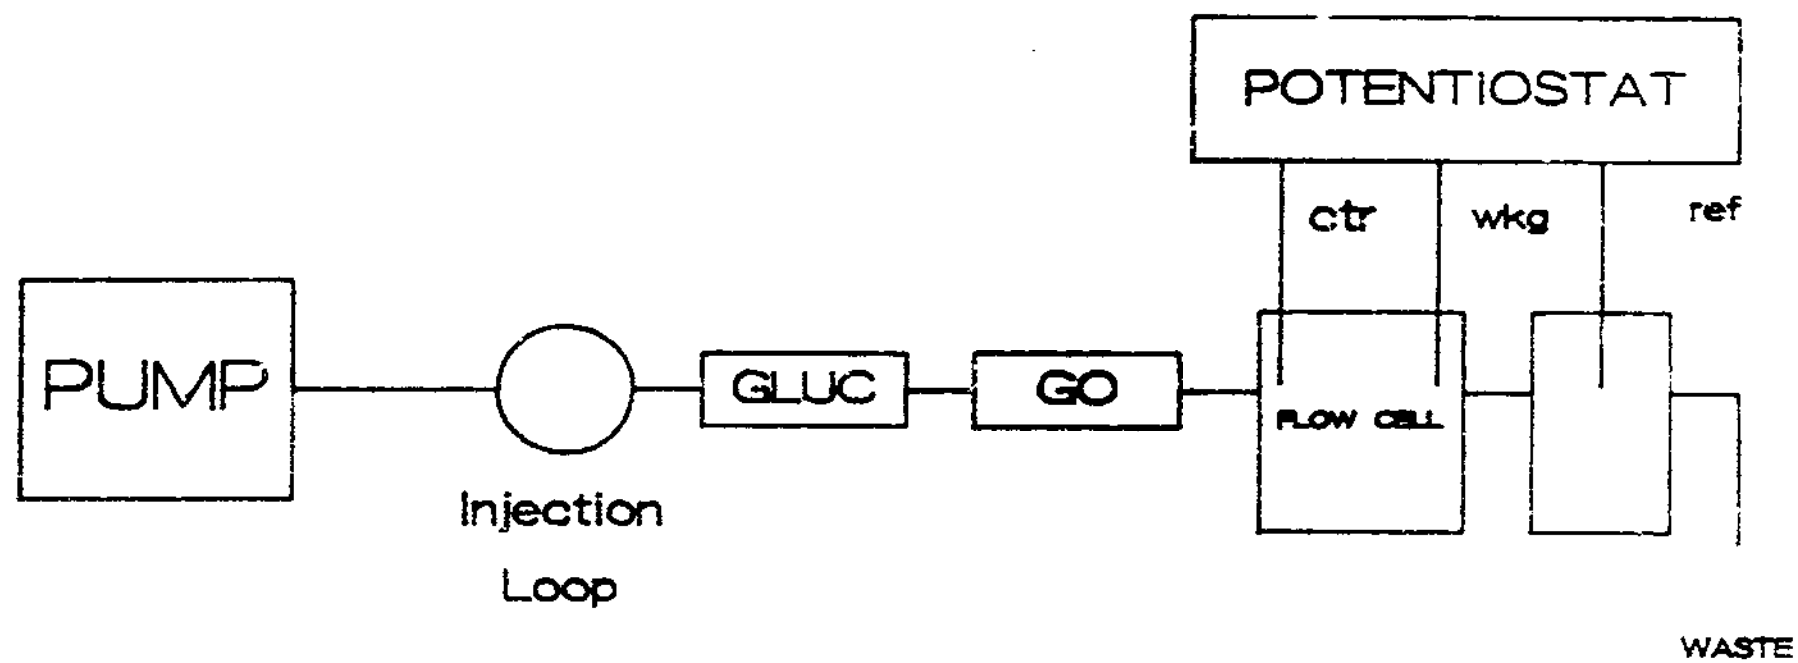 POTENTIOSTAT
ctr
wkg
ref
PUMP
GLUC
GO
FLOW CELL
Injection
Loop
WASTE